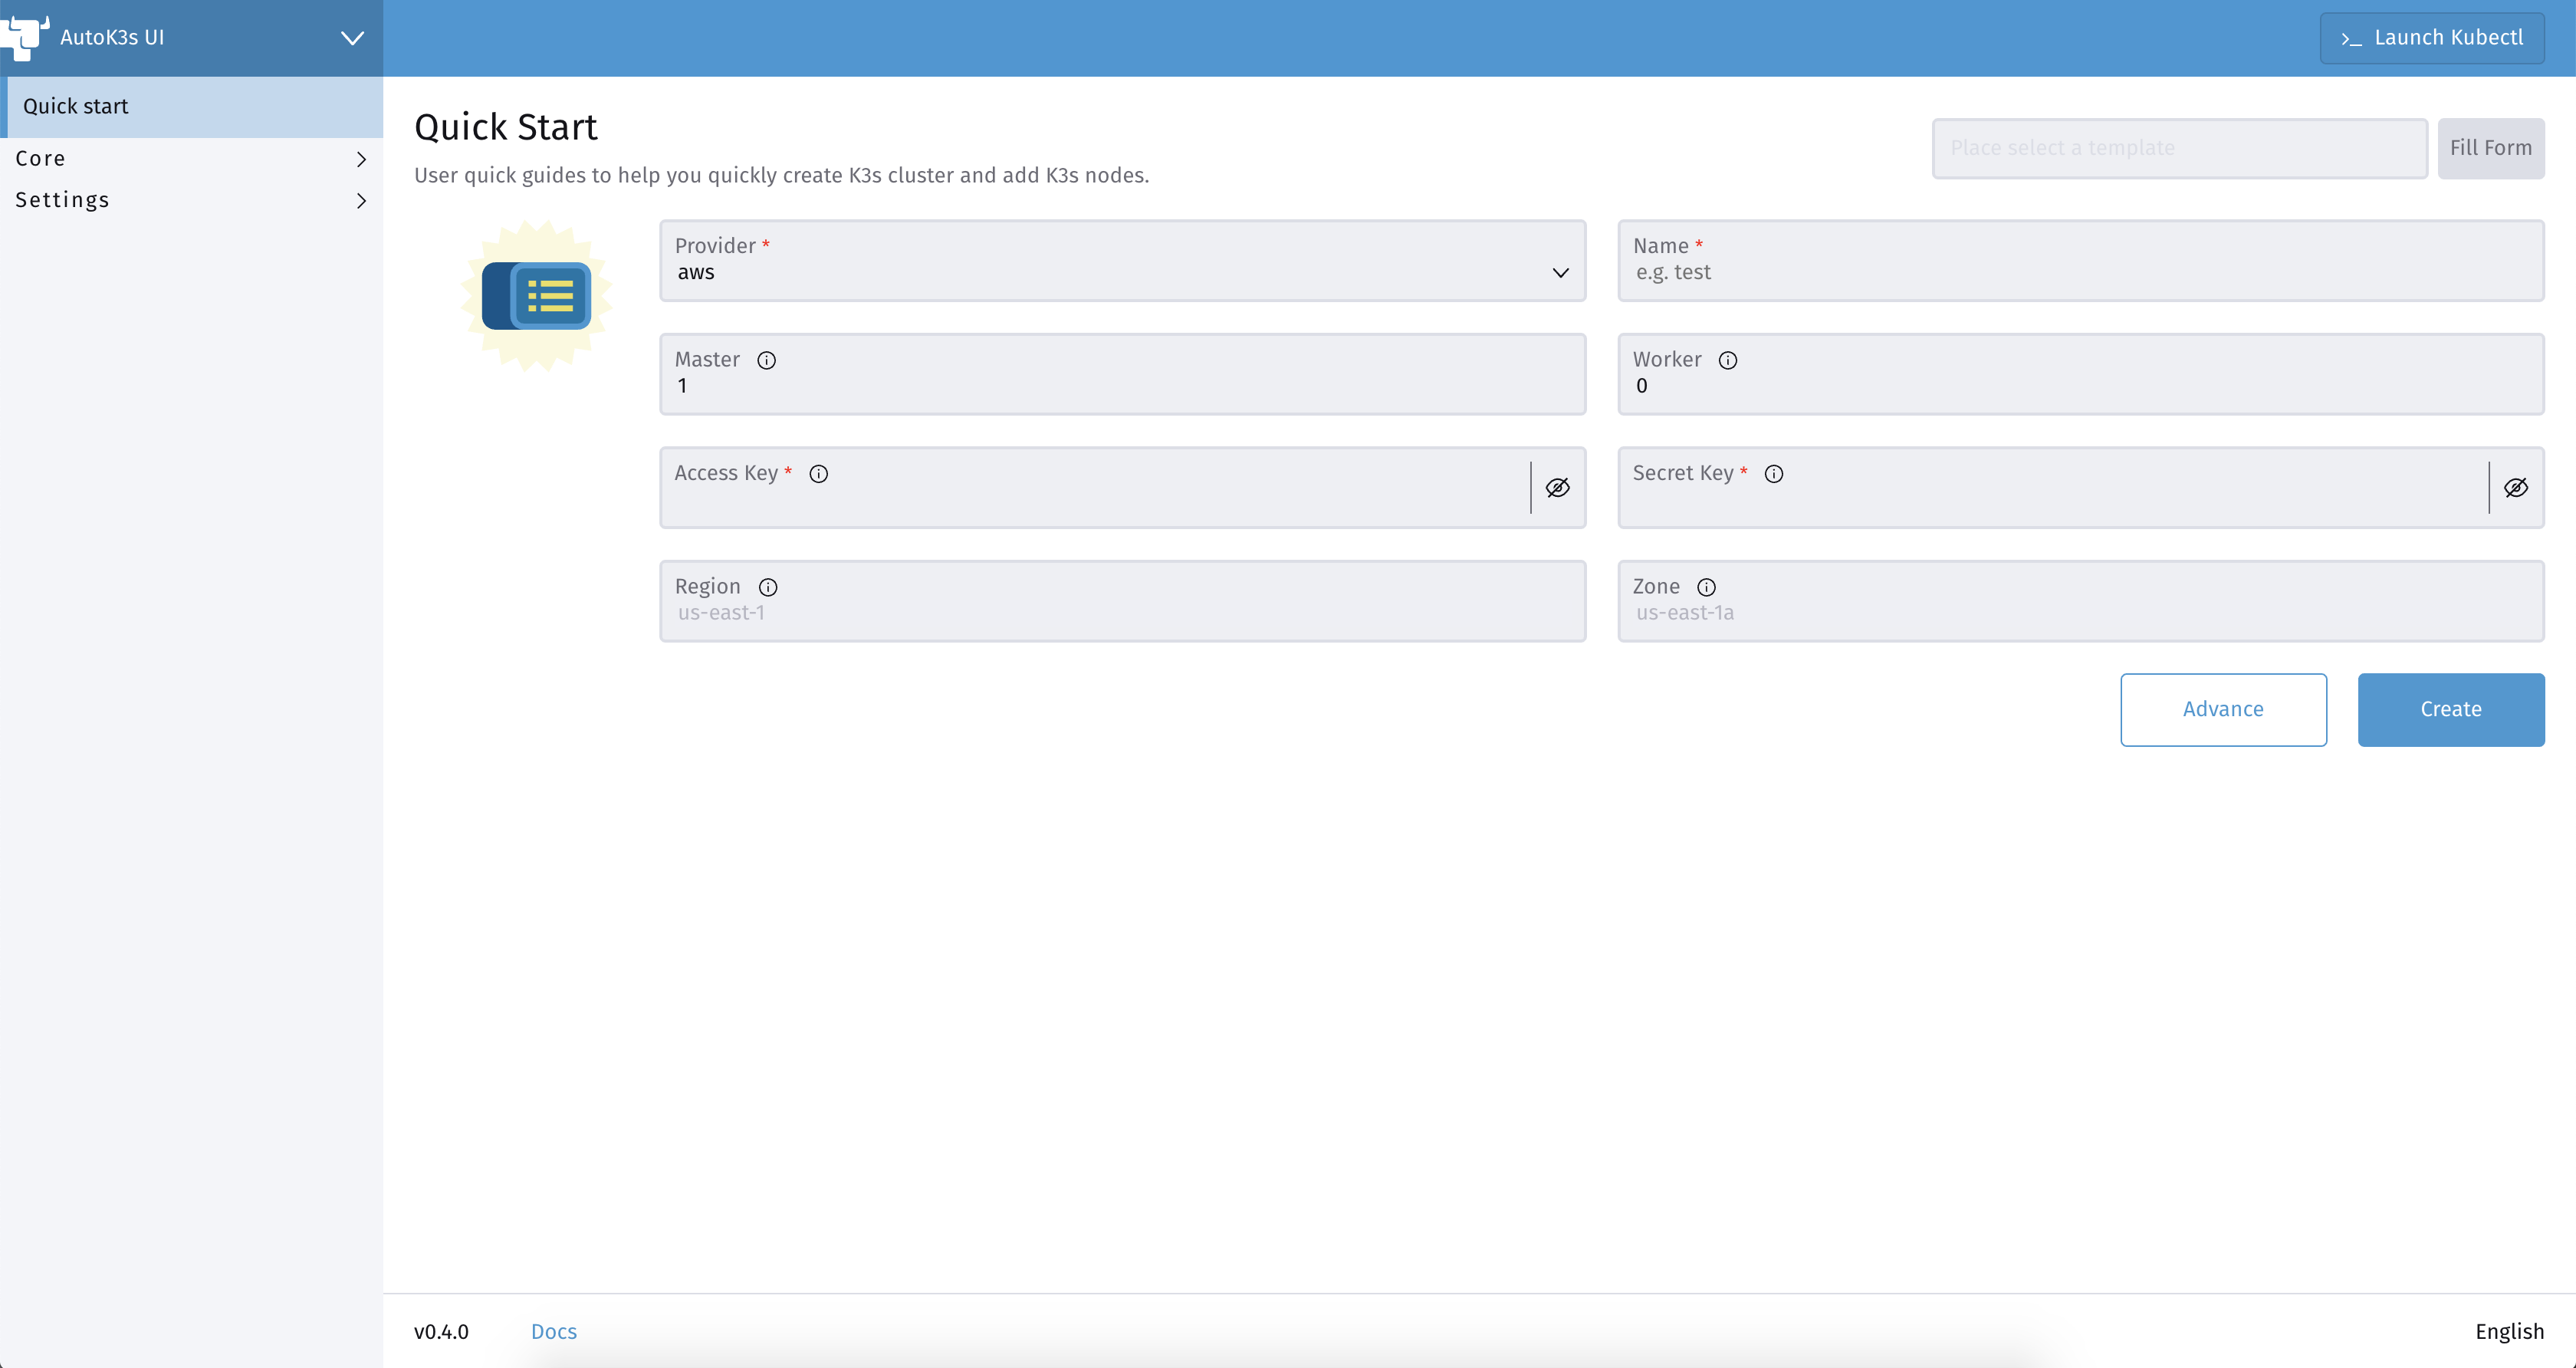 AutoK3s UI
>_ Launch Kubectl
Quick start
Core
Settings
Quick Start
User quick guides to help you quickly create K3s cluster and add K3s nodes.
Place select a template
Fill Form
Provider *
aws
Name *
e.g. test
Master
1
Worker
0
Access Key *
Secret Key *
Region
us-east-1
Zone
us-east-1a
Advance
Create
v0.4.0
Docs
English